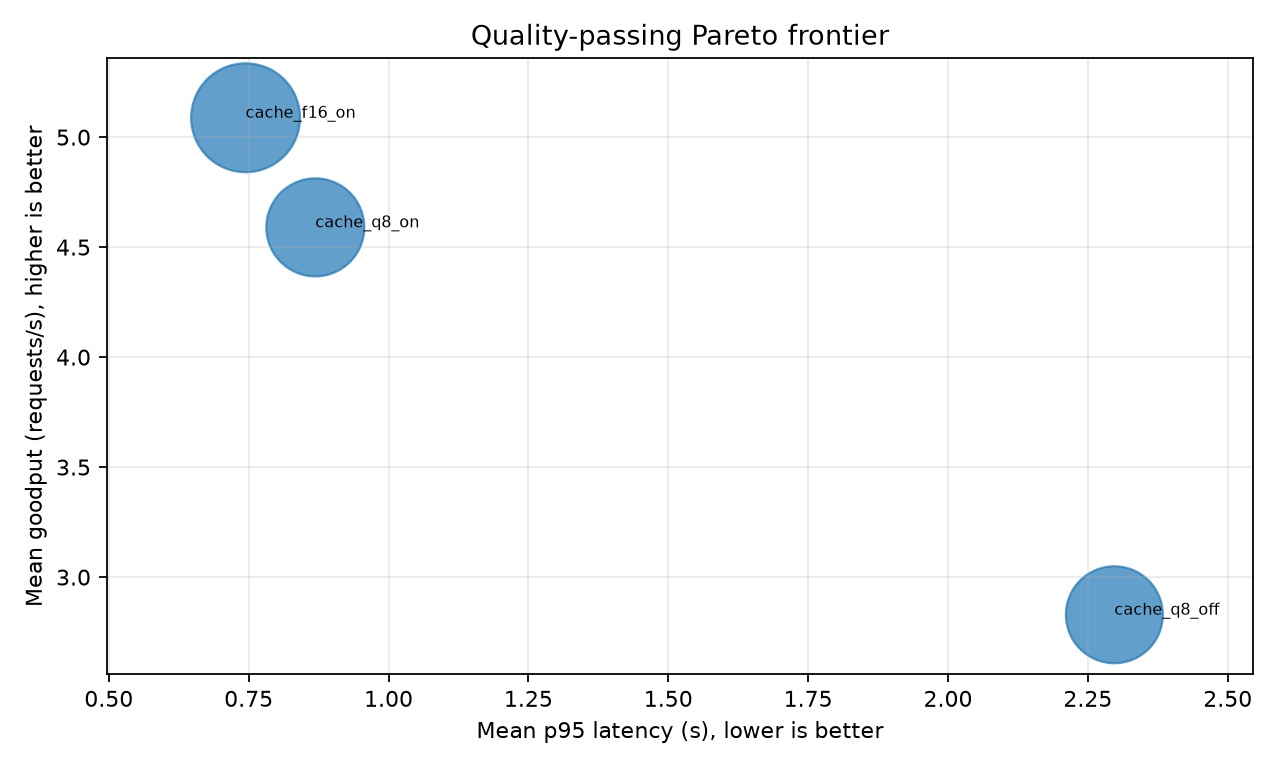 Quality-passing Pareto frontier
Mean goodput (requests/s), higher is better
5.0
4.5
4.0
3.5
3.0
cache_f16_on
cache_q8_on
cache_q8_off
0.50 0.75 1.00 1.25 1.50 1.75 2.00 2.25 2.50
Mean p95 latency (s), lower is better